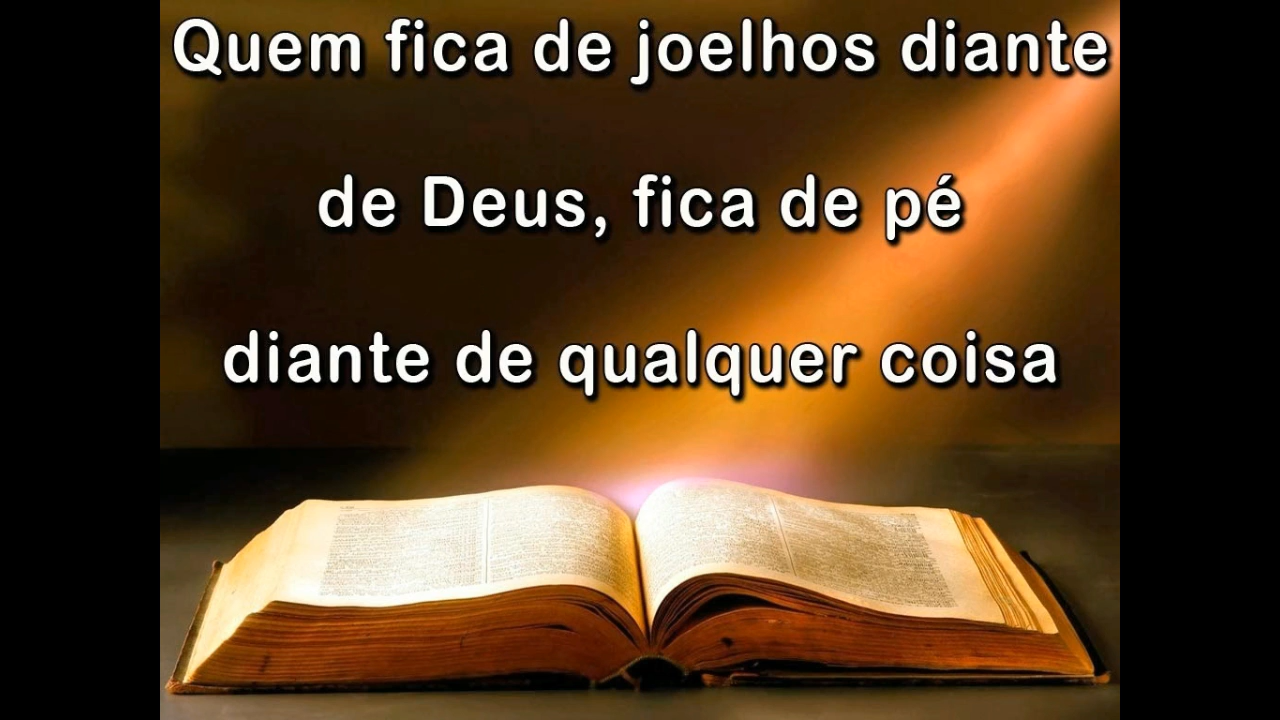 Quem fica de joelhos diante
de Deus, fica de pé
diante de qualquer coisa